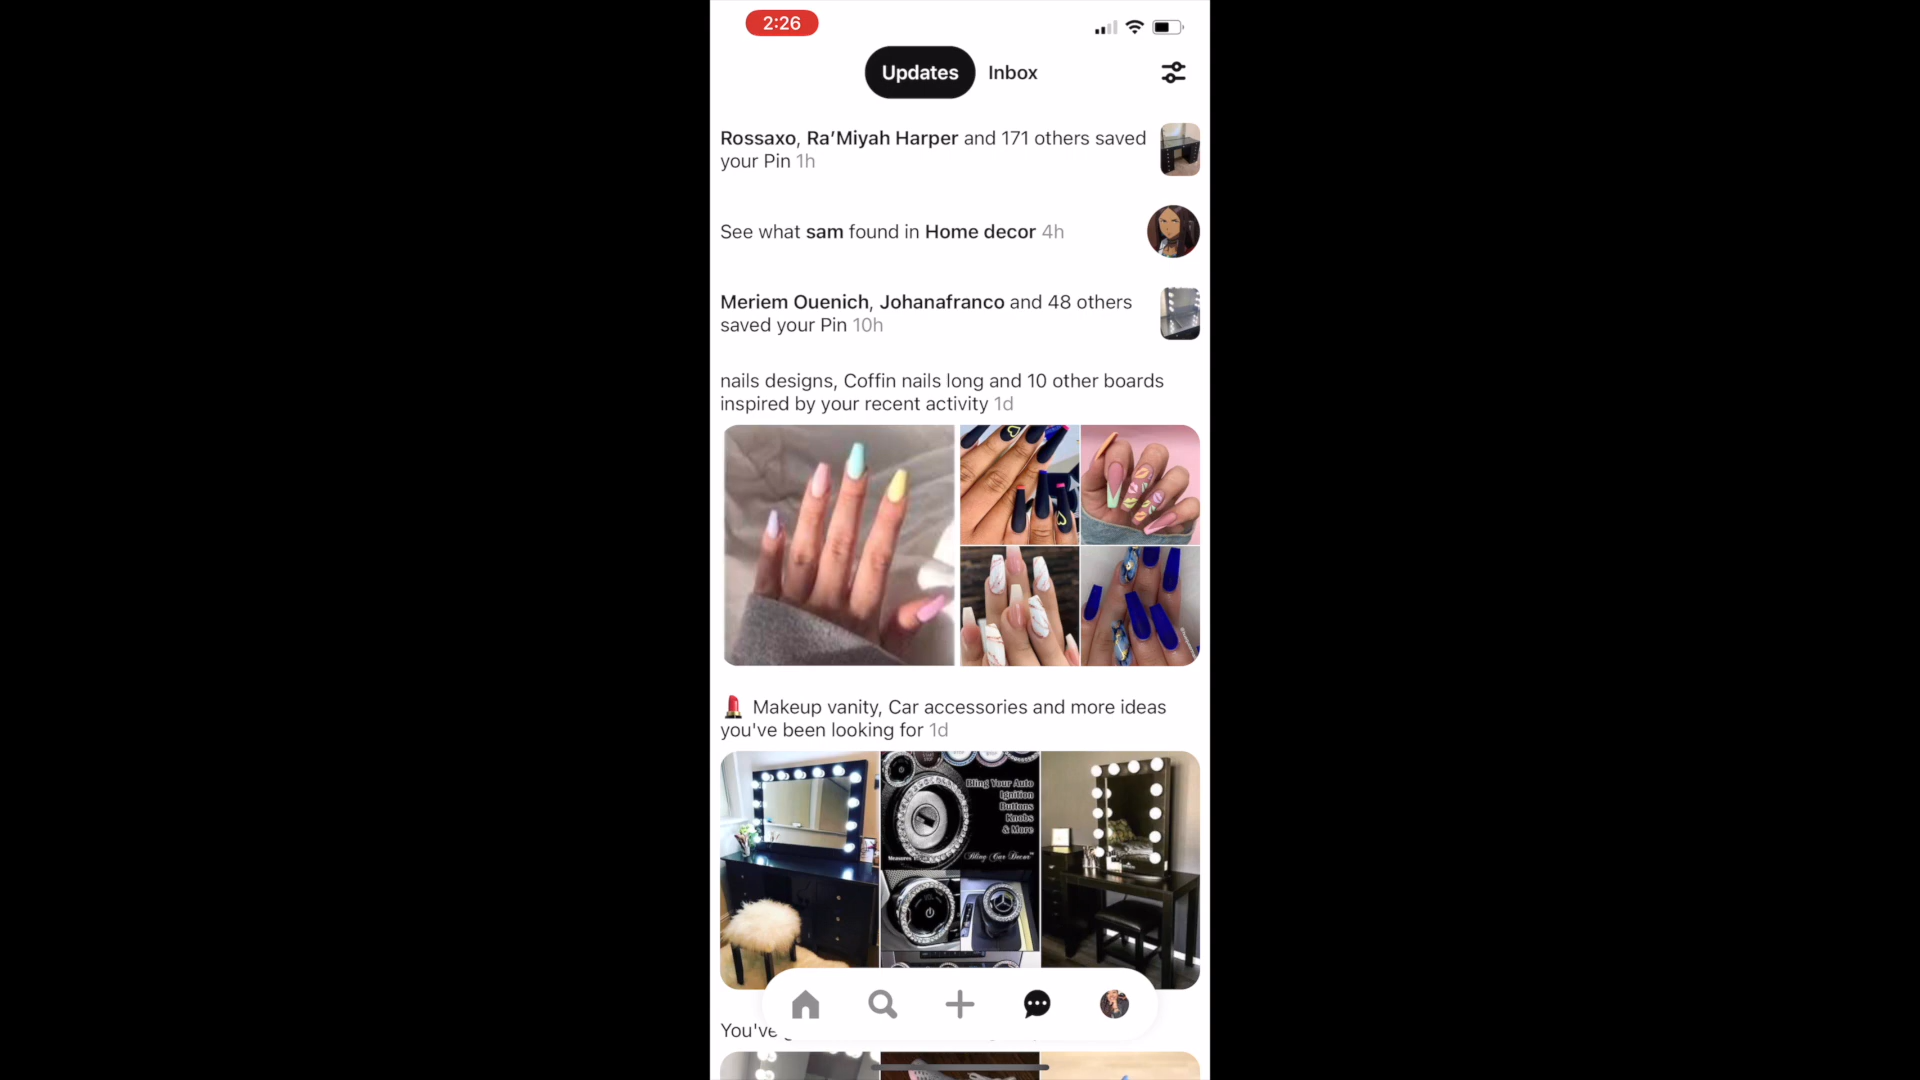 2:26
Updates Inbox
Rossaxo, Ra’Miyah Harper and 171 others saved
your Pin 1h
See what sam found in Home decor 4h
Meriem Ouenich, Johanafranco and 48 others
saved your Pin 10h
nails designs, Coffin nails long and 10 other boards
inspired by your recent activity 1d
💄 Makeup vanity, Car accessories and more ideas
you've been looking for 1d
Bling Your Auto
Ignition
Buttons
Knobs
& More
Bling Car Decor
You've